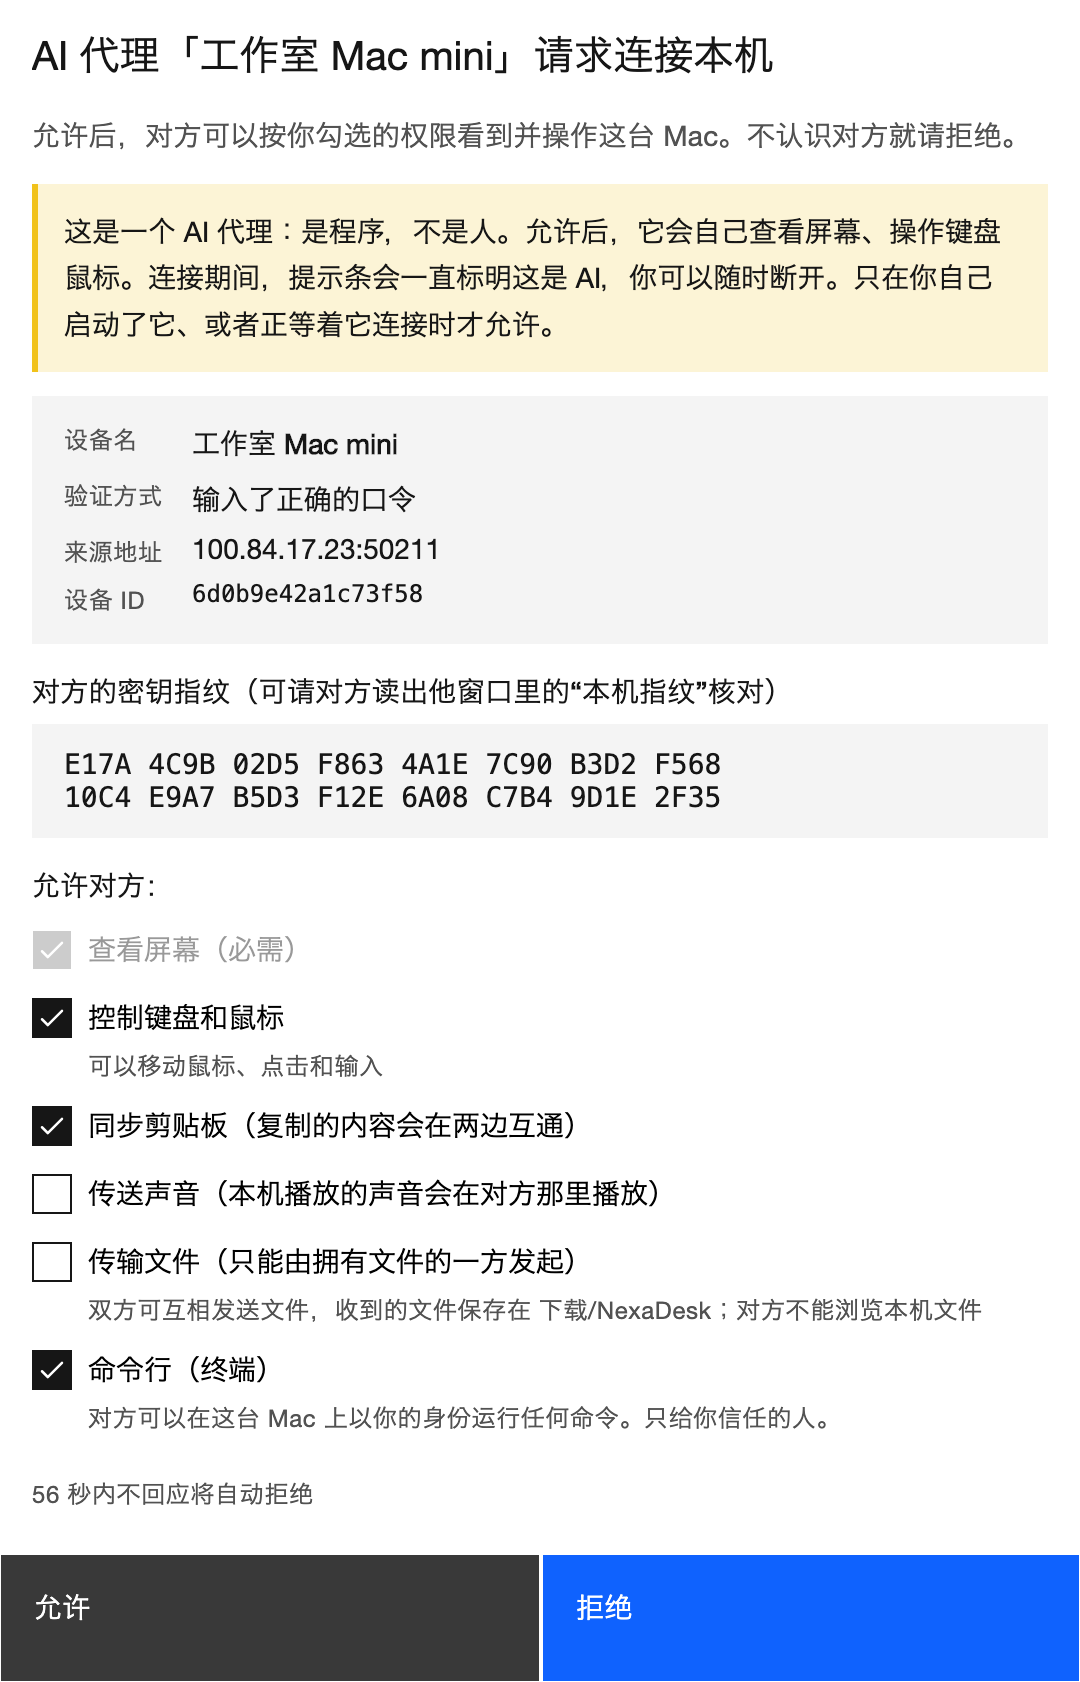 AI 代理「工作室 Mac mini」请求连接本机
允许后，对方可以按你勾选的权限看到并操作这台 Mac。不认识对方就请拒绝。
这是一个 AI 代理：是程序，不是人。允许后，它会自己查看屏幕、操作键盘
鼠标。连接期间，提示条会一直标明这是 AI，你可以随时断开。只在你自己
启动了它、或者正等着它连接时才允许。
设备名 工作室 Mac mini
验证方式 输入了正确的口令
来源地址 100.84.17.23:50211
设备 ID 6d0b9e42a1c73f58
对方的密钥指纹（可请对方读出他窗口里的“本机指纹”核对）
E17A 4C9B 02D5 F863 4A1E 7C90 B3D2 F568
10C4 E9A7 B5D3 F12E 6A08 C7B4 9D1E 2F35
允许对方：
查看屏幕（必需）
控制键盘和鼠标
可以移动鼠标、点击和输入
同步剪贴板（复制的内容会在两边互通）
传送声音（本机播放的声音会在对方那里播放）
传输文件（只能由拥有文件的一方发起）
双方可互相发送文件，收到的文件保存在 下载/NexaDesk；对方不能浏览本机文件
命令行（终端）
对方可以在这台 Mac 上以你的身份运行任何命令。只给你信任的人。
56 秒内不回应将自动拒绝
允许
拒绝